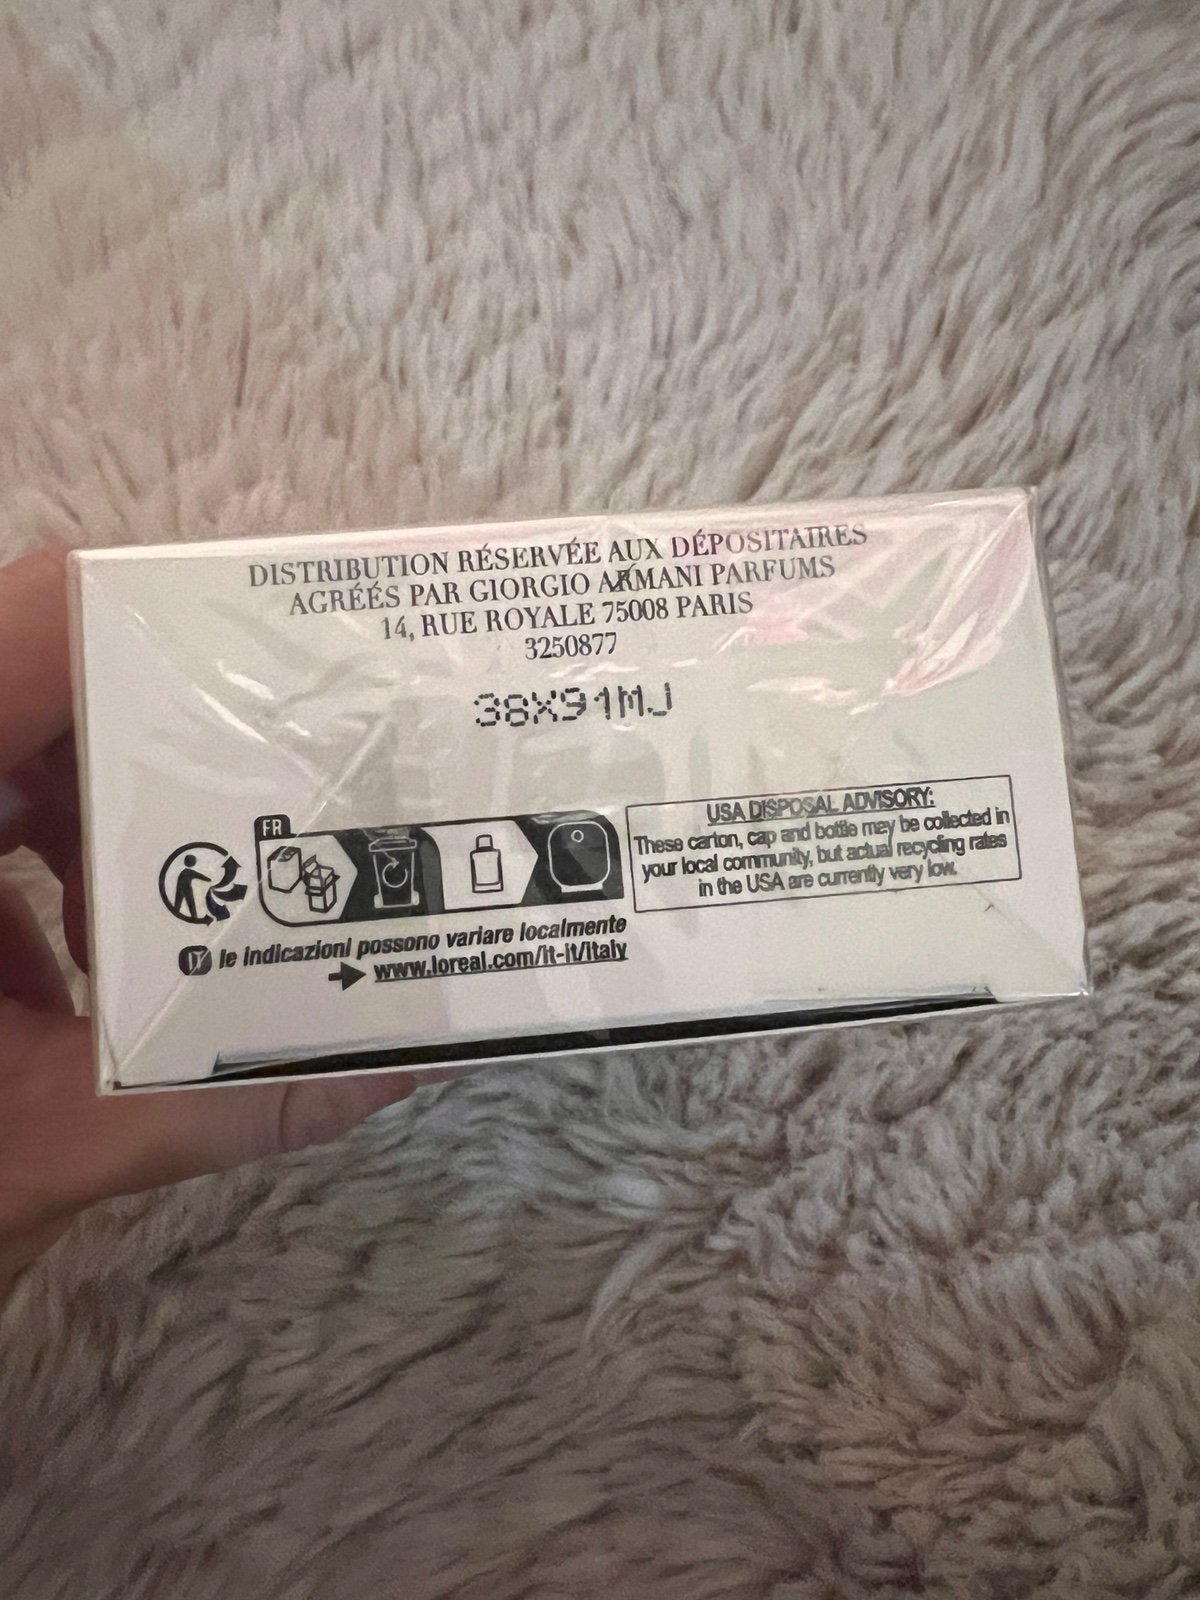 DISTRIBUTION RÉSERVÉE AUX DÉPOSITAIRES
AGRÉÉS PAR GIORGIO ARMANI PARFUMS
14, RUE ROYALE 75008 PARIS
3250877
38X91MJ
FR
USA DISPOSAL ADVISORY:
These carton, cap and bottle may be collected in
your local community, but actual recycling rates
in the USA are currently very low.
le indicazioni possono variare localmente
www.loreal.com/it-it/Italy